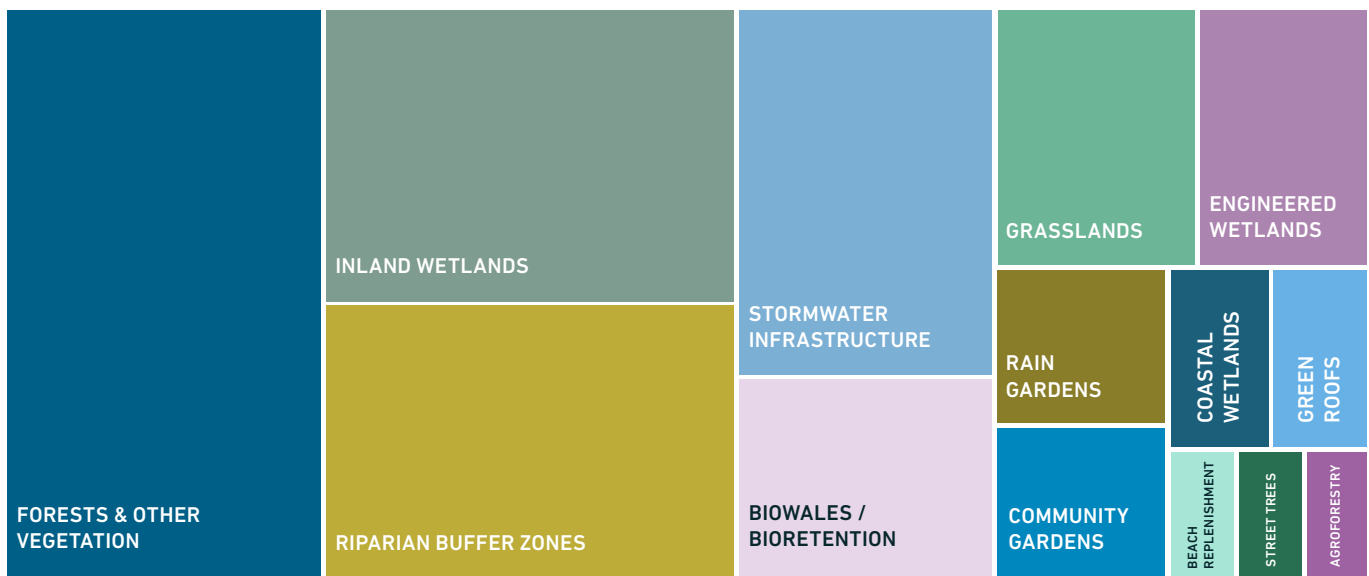 FORESTS & OTHER
VEGETATION
INLAND WETLANDS
RIPARIAN BUFFER ZONES
STORMWATER
INFRASTRUCTURE
BIOWALES /
BIORETENTION
GRASSLANDS
ENGINEERED
WETLANDS
RAIN
GARDENS
COMMUNITY
GARDENS
COASTAL
WETLANDS
GREEN
ROOFS
BEACH
REPLENISHMENT
STREET TREES
AGROFORESTRY